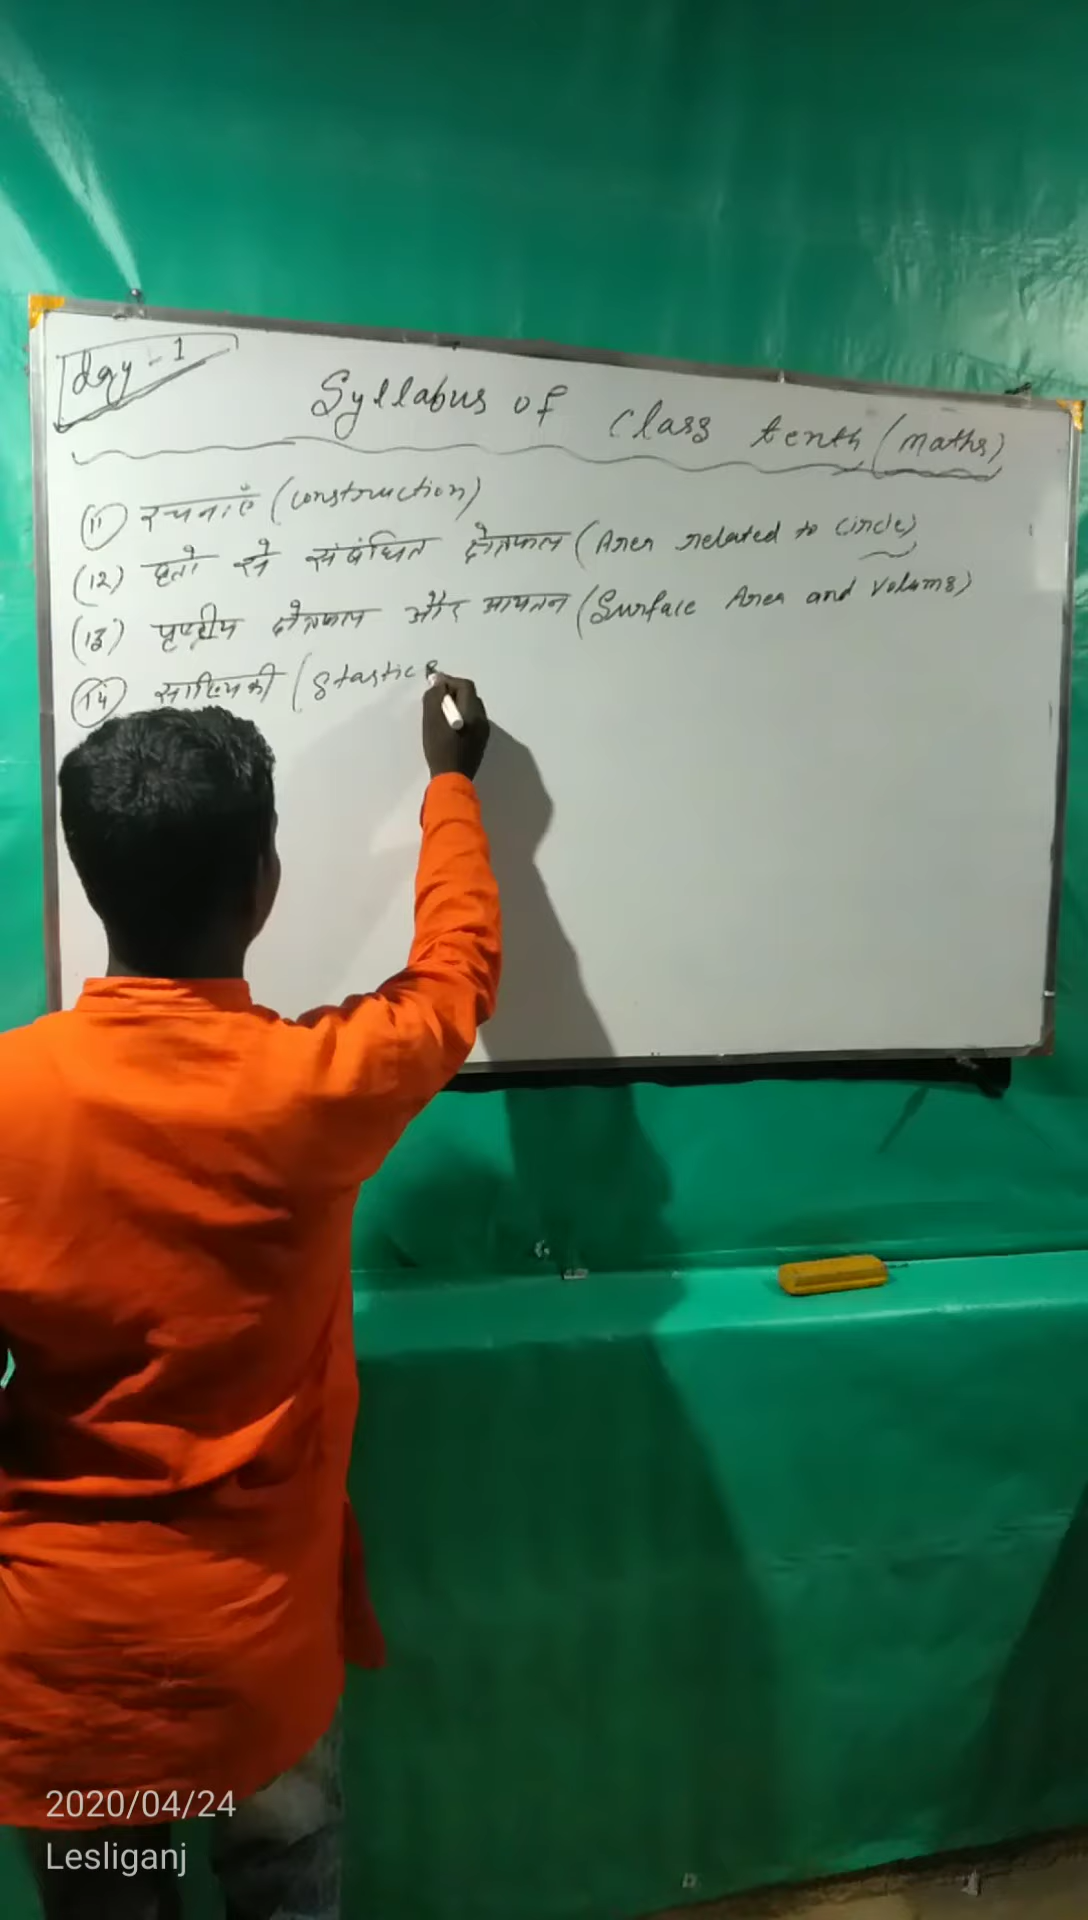 day - 1
Syllabus of class tenth (maths)
(11) रचनाएँ (construction)
(12) वृतो से संबंधित क्षेत्रफल (Area related to circle)
(13) पृष्ठीय क्षेत्रफल और आयतन (Surface Area and Volums)
(14) सांख्यिकी (Stastics
2020/04/24
Lesliganj